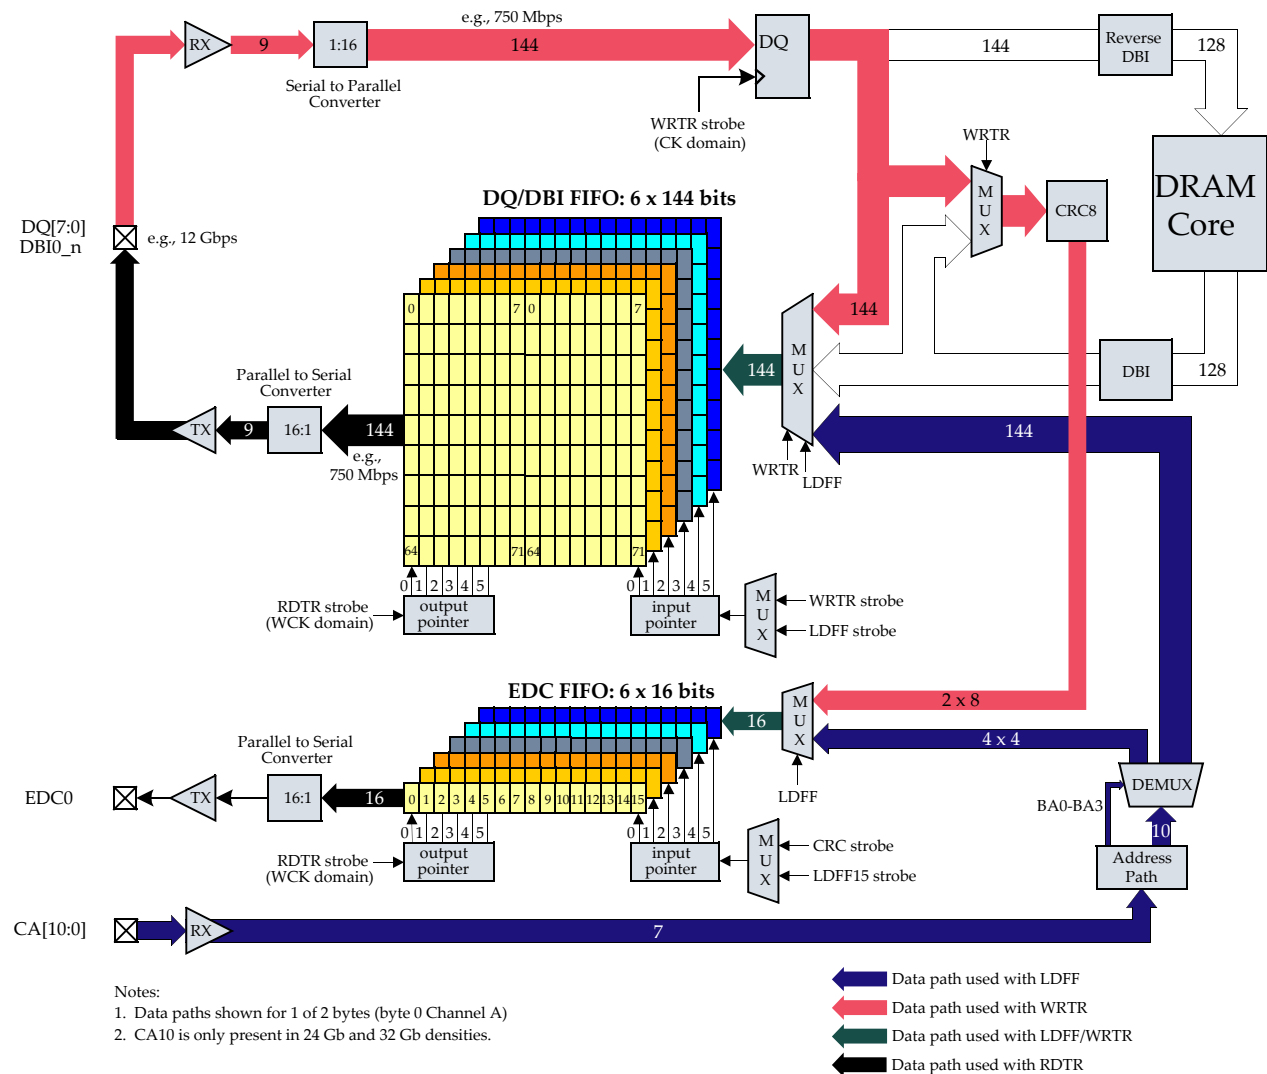 e.g., 750 Mbps
RX
9
1:16
144
DQ
144
Reverse
DBI
128
Serial to Parallel
Converter
WRTR strobe
(CK domain)
WRTR
MUX
CRC8
DRAM
Core
DQ/DBI FIFO: 6 x 144 bits
DQ[7:0]
DBI0_n
e.g., 12 Gbps
0 7 0 7
144
MUX
144
DBI
128
Parallel to Serial
Converter
TX
9
16:1
144
e.g.,
750 Mbps
144
WRTR
LDFF
64 71 64 71
0 1 2 3 4 5
0 1 2 3 4 5
RDTR strobe
(WCK domain)
output
pointer
input
pointer
MUX
WRTR strobe
LDFF strobe
EDC FIFO: 6 x 16 bits
16
MUX
2 x 8
4 x 4
Parallel to Serial
Converter
LDFF
DEMUX
BA0-BA3
EDC0
TX
16:1
16
0 1 2 3 4 5 6 7 8 9 10 11 12 13 14 15
10
0 1 2 3 4 5
0 1 2 3 4 5
RDTR strobe
(WCK domain)
output
pointer
input
pointer
MUX
CRC strobe
LDFF15 strobe
Address
Path
CA[10:0]
RX
7
Notes:
1. Data paths shown for 1 of 2 bytes (byte 0 Channel A)
2. CA10 is only present in 24 Gb and 32 Gb densities.
Data path used with LDFF
Data path used with WRTR
Data path used with LDFF/WRTR
Data path used with RDTR